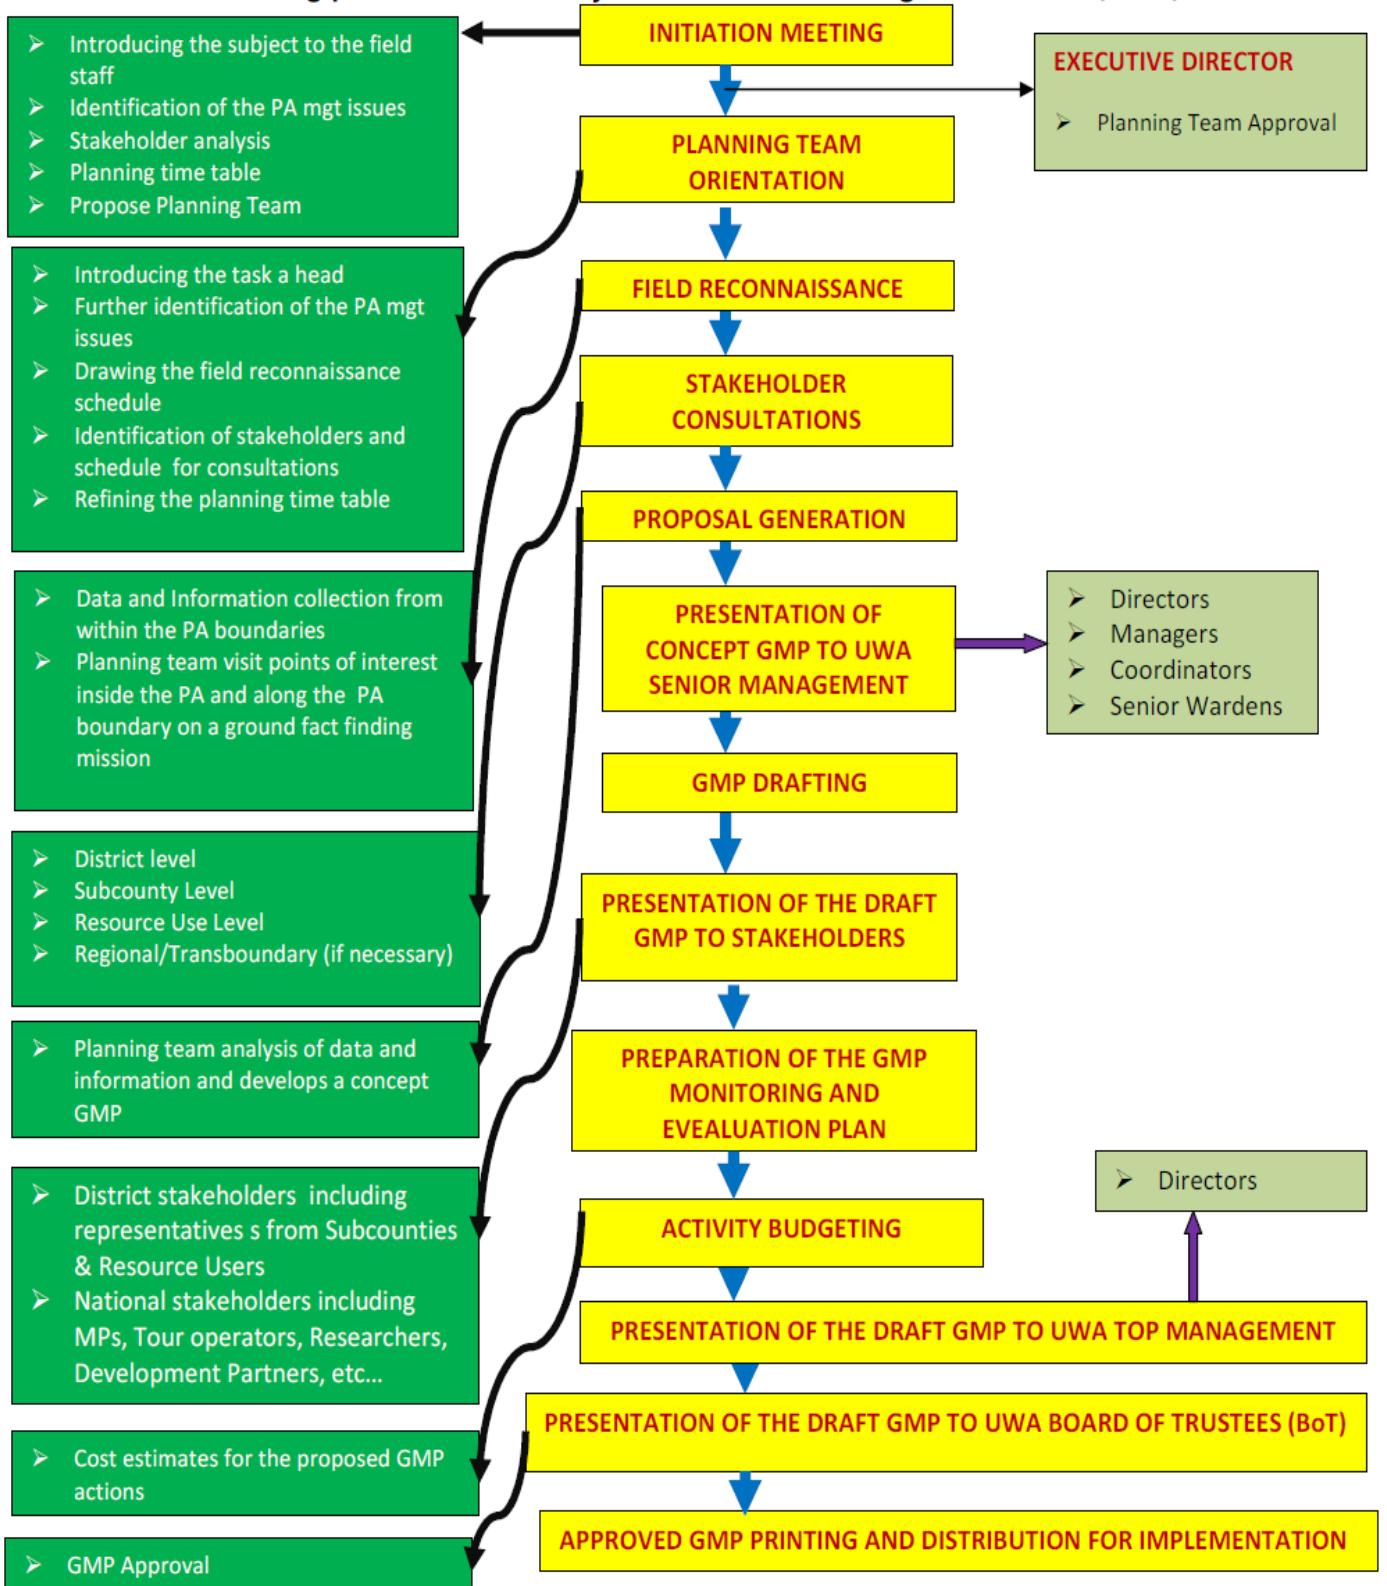 INITIATION MEETING
➢ Introducing the subject to the field
staff
➢ Identification of the PA mgt issues
➢ Stakeholder analysis
➢ Planning time table
➢ Propose Planning Team
EXECUTIVE DIRECTOR
➢ Planning Team Approval
PLANNING TEAM
ORIENTATION
➢ Introducing the task a head
➢ Further identification of the PA mgt
issues
➢ Drawing the field reconnaissance
schedule
➢ Identification of stakeholders and
schedule for consultations
➢ Refining the planning time table
FIELD RECONNAISSANCE
STAKEHOLDER
CONSULTATIONS
PROPOSAL GENERATION
➢ Data and Information collection from
within the PA boundaries
➢ Planning team visit points of interest
inside the PA and along the PA
boundary on a ground fact finding
mission
PRESENTATION OF
CONCEPT GMP TO UWA
SENIOR MANAGEMENT
➢ Directors
➢ Managers
➢ Coordinators
➢ Senior Wardens
GMP DRAFTING
➢ District level
➢ Subcounty Level
➢ Resource Use Level
➢ Regional/Transboundary (if necessary)
PRESENTATION OF THE DRAFT
GMP TO STAKEHOLDERS
➢ Planning team analysis of data and
information and develops a concept
GMP
PREPARATION OF THE GMP
MONITORING AND
EVEALUATION PLAN
➢ District stakeholders including
representatives s from Subcounties
& Resource Users
➢ National stakeholders including
MPs, Tour operators, Researchers,
Development Partners, etc...
ACTIVITY BUDGETING
➢ Directors
PRESENTATION OF THE DRAFT GMP TO UWA TOP MANAGEMENT
PRESENTATION OF THE DRAFT GMP TO UWA BOARD OF TRUSTEES (BoT)
➢ Cost estimates for the proposed GMP
actions
APPROVED GMP PRINTING AND DISTRIBUTION FOR IMPLEMENTATION
➢ GMP Approval